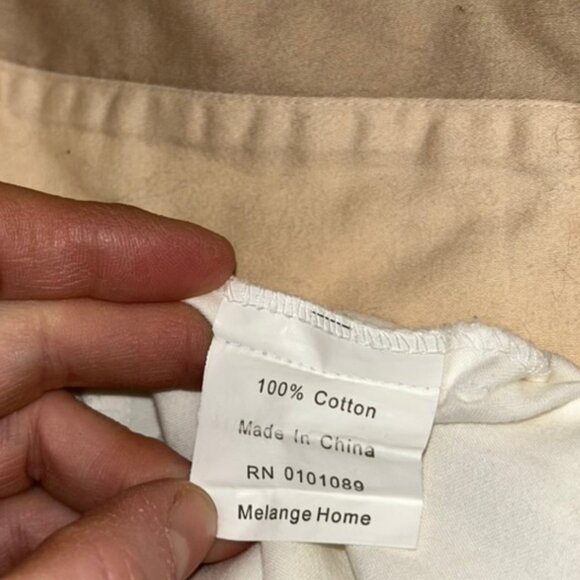 100% Cotton
Made In China
RN 0101089
Melange Home